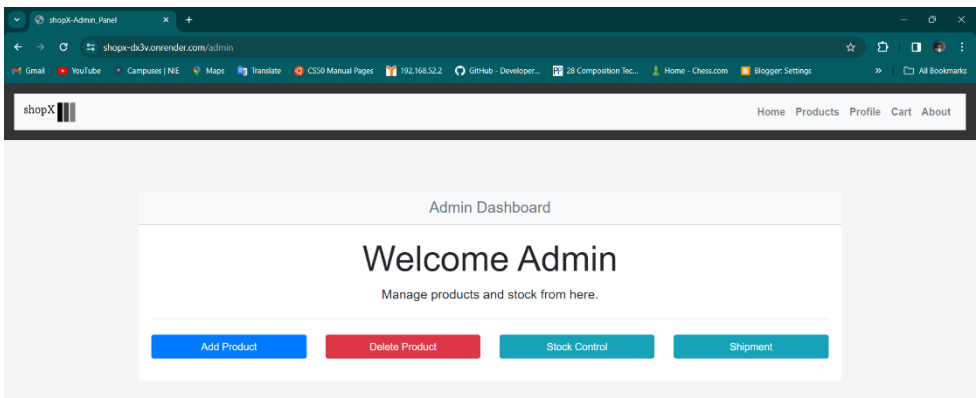 shopX-Admin_Panel
shopx-dx3v.onrender.com/admin
Gmail YouTube Campuses | NIE Maps Translate CS50 Manual Pages 192.168.52.2 GitHub - Developer... 28 Composition Tec... Home - Chess.com Blogger: Settings » All Bookmarks
shopX Home Products Profile Cart About
Admin Dashboard
Welcome Admin
Manage products and stock from here.
Add Product Delete Product Stock Control Shipment